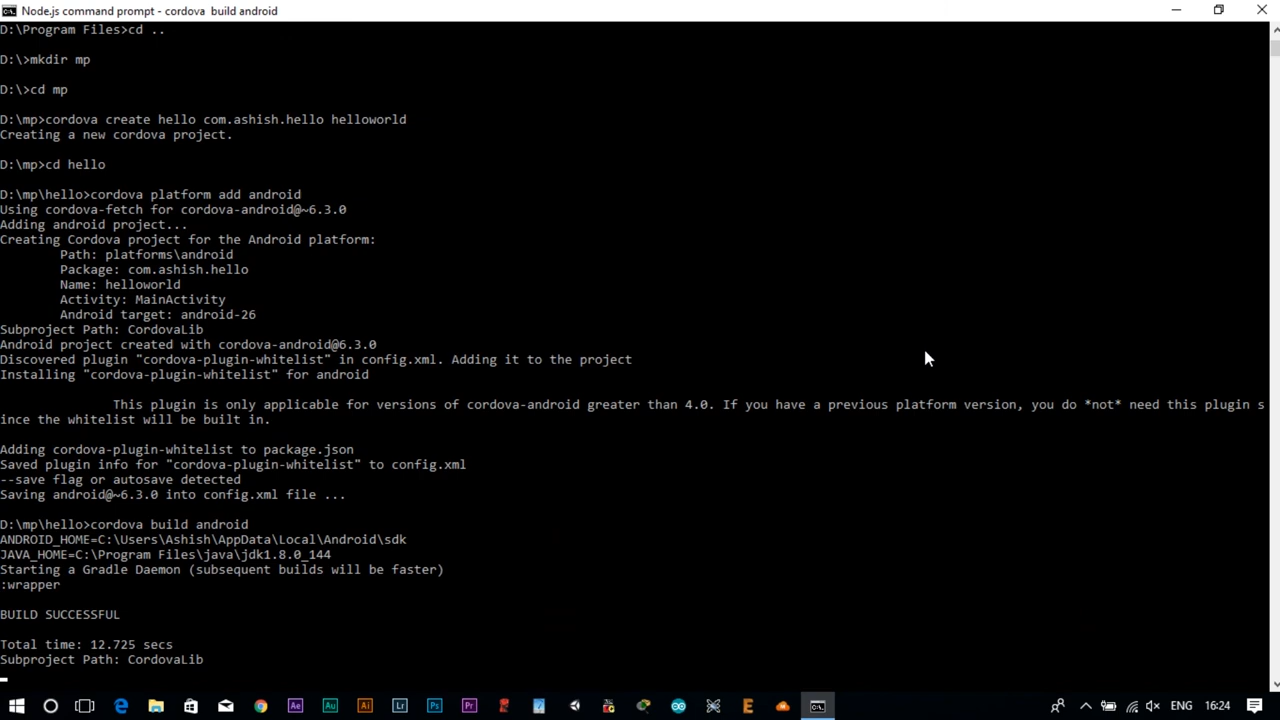 Node.js command prompt - cordova  build android
D:\Program Files>cd ..
D:\>mkdir mp
D:\>cd mp
D:\mp>cordova create hello com.ashish.hello helloworld
Creating a new cordova project.
D:\mp>cd hello
D:\mp\hello>cordova platform add android
Using cordova-fetch for cordova-android@~6.3.0
Adding android project...
Creating Cordova project for the Android platform:
Path: platforms\android
Package: com.ashish.hello
Name: helloworld
Activity: MainActivity
Android target: android-26
Subproject Path: CordovaLib
Android project created with cordova-android@6.3.0
Discovered plugin "cordova-plugin-whitelist" in config.xml. Adding it to the project
Installing "cordova-plugin-whitelist" for android
This plugin is only applicable for versions of cordova-android greater than 4.0. If you have a previous platform version, you do *not* need this plugin s
ince the whitelist will be built in.
Adding cordova-plugin-whitelist to package.json
Saved plugin info for "cordova-plugin-whitelist" to config.xml
--save flag or autosave detected
Saving android@~6.3.0 into config.xml file ...
D:\mp\hello>cordova build android
ANDROID_HOME=C:\Users\Ashish\AppData\Local\Android\sdk
JAVA_HOME=C:\Program Files\java\jdk1.8.0_144
Starting a Gradle Daemon (subsequent builds will be faster)
:wrapper
BUILD SUCCESSFUL
Total time: 12.725 secs
Subproject Path: CordovaLib
Ae Au Ai Lr Ps Pr E ENG 16:24